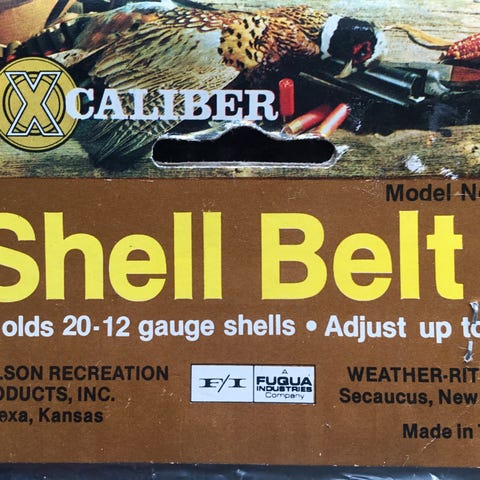 X CALIBER
Model N
Shell Belt
olds 20-12 gauge shells • Adjust up to
LSON RECREATION
ODUCTS, INC.
exa, Kansas
F/I
A
FUQUA
INDUSTRIES
Company
WEATHER-RIT
Secaucus, New
Made in